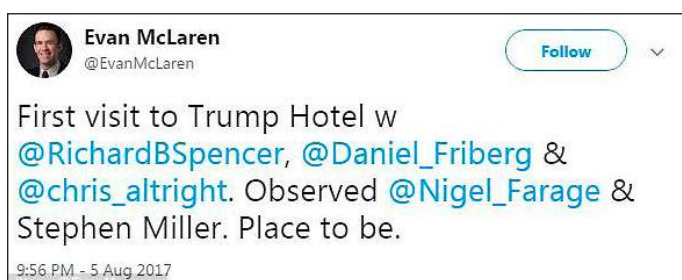 Evan McLaren
@EvanMcLaren
Follow
First visit to Trump Hotel w
@RichardBSpencer, @Daniel_Friberg &
@chris_altright. Observed @Nigel_Farage &
Stephen Miller. Place to be.
9:56 PM - 5 Aug 2017